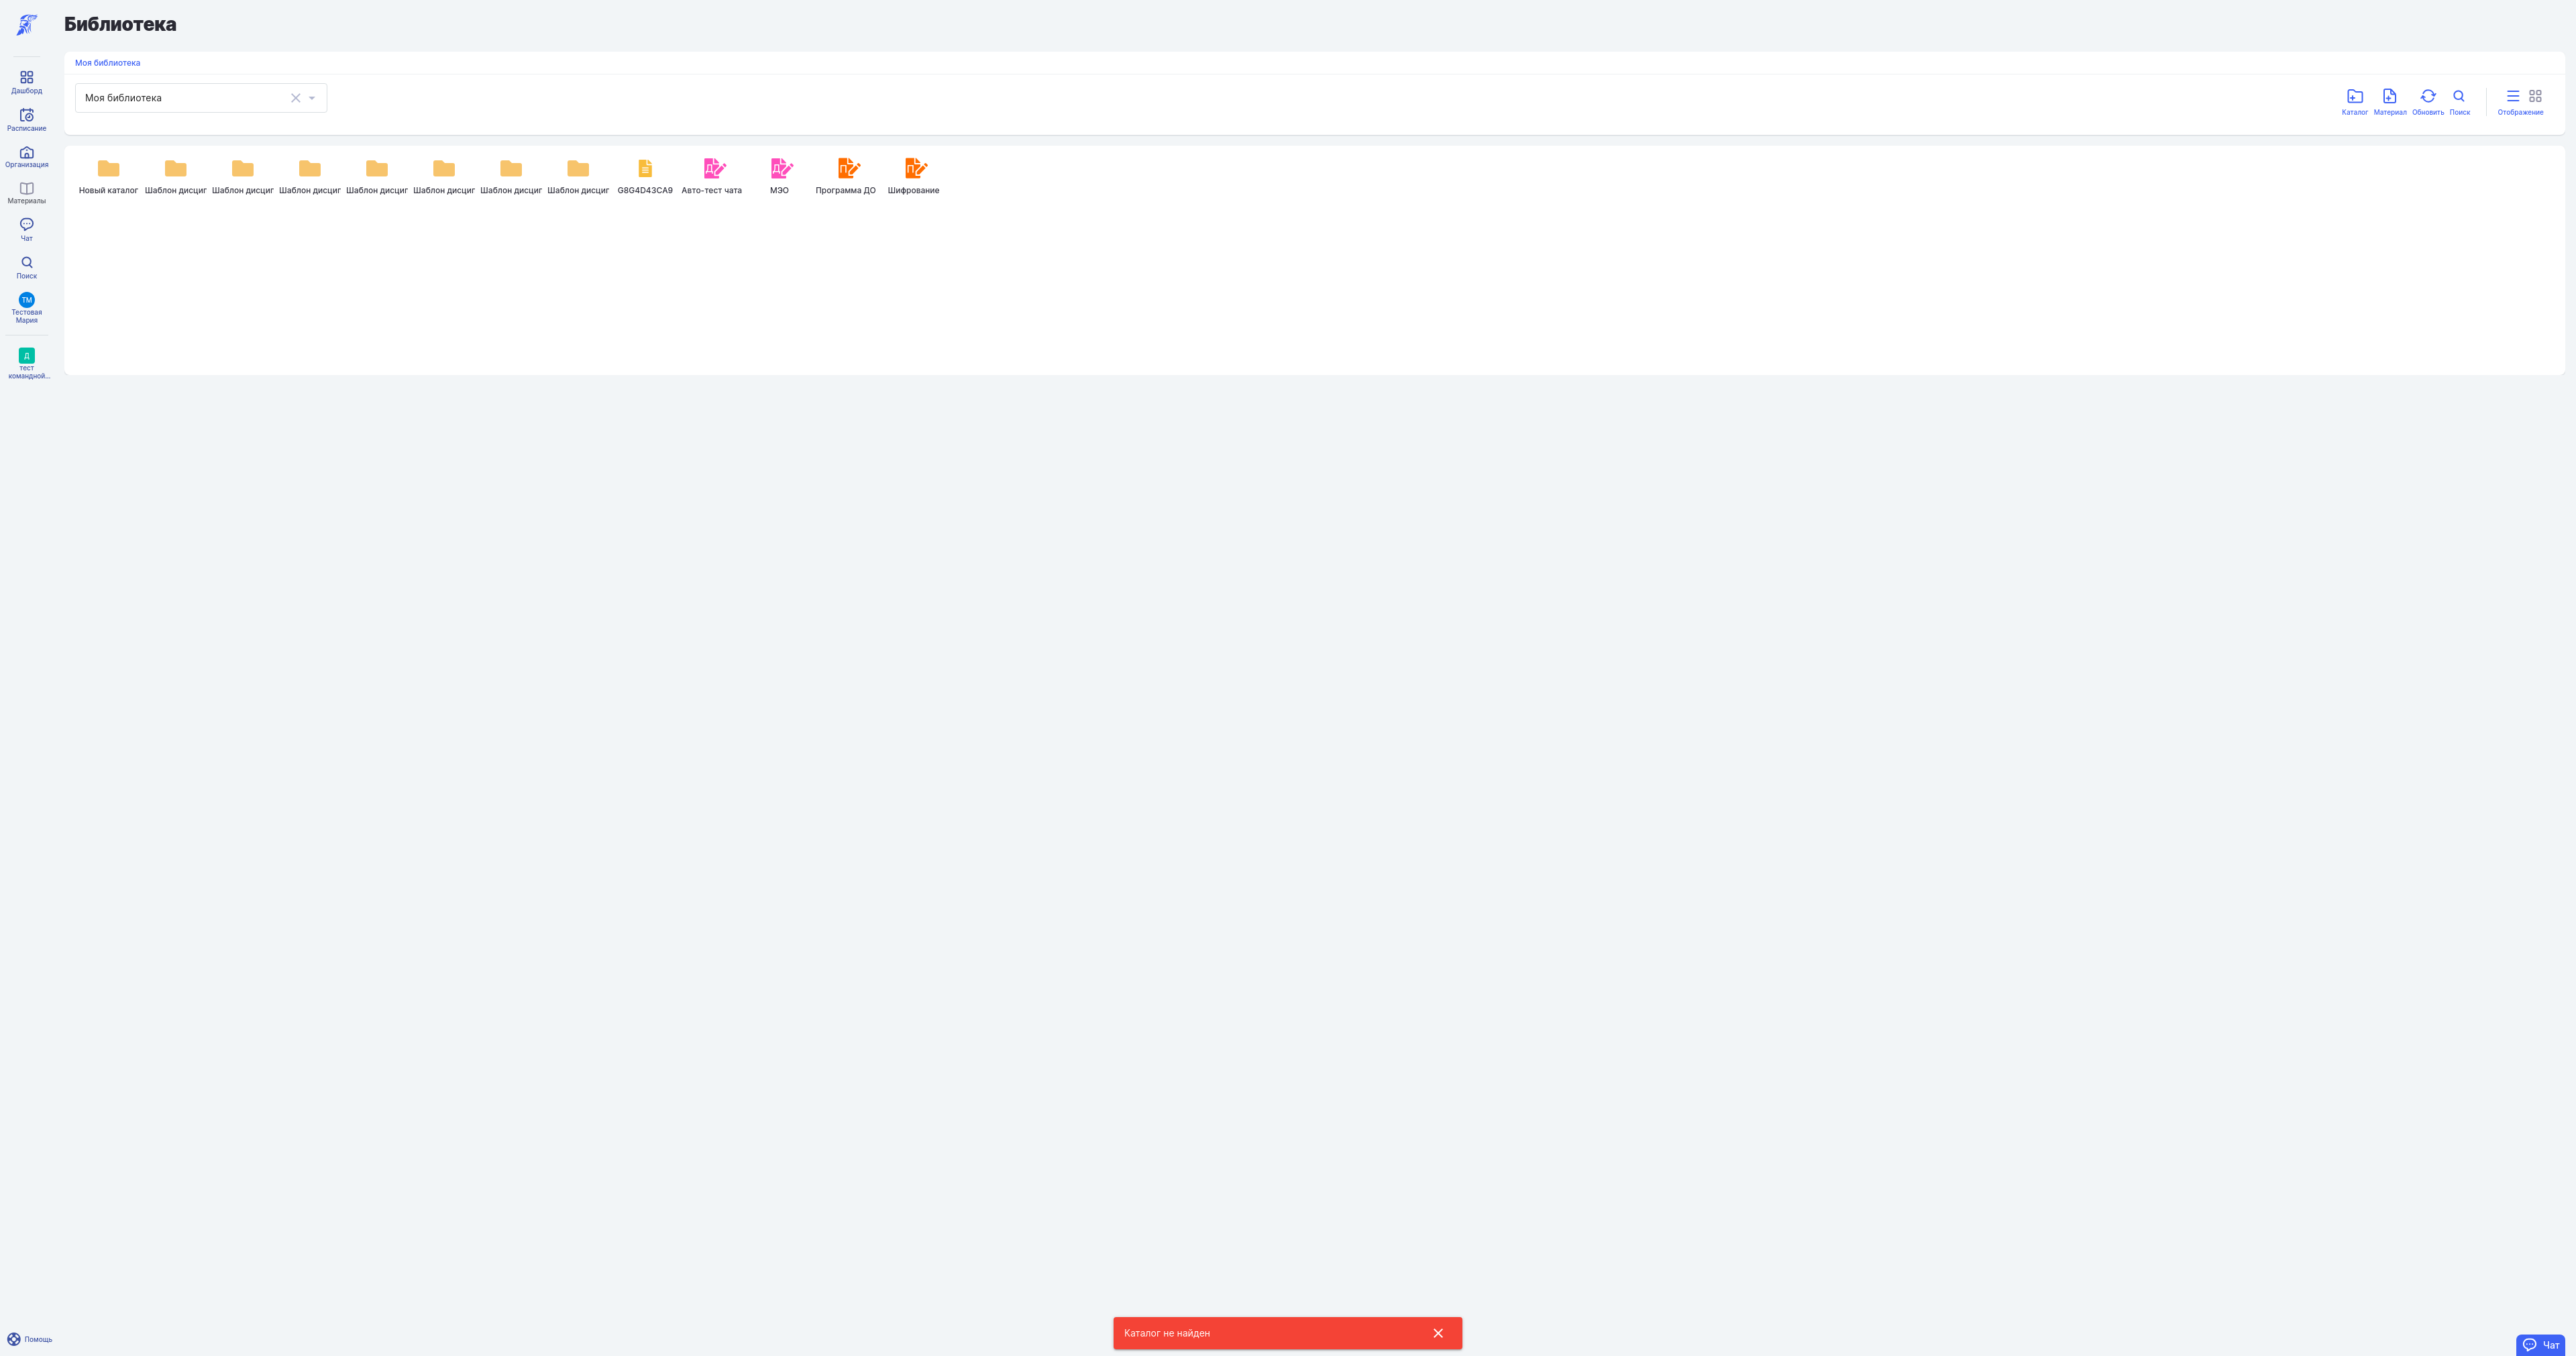 Библиотека
Моя библиотека
Моя библиотека
Каталог
Материал
Обновить
Поиск
Отображение
Дашборд
Расписание
Организация
Материалы
Чат
Поиск
ТМ
Тестовая
Мария
Д
тест
командной...
Новый каталог
Шаблон дисциг
Шаблон дисциг
Шаблон дисциг
Шаблон дисциг
Шаблон дисциг
Шаблон дисциг
Шаблон дисциг
G8G4D43CA9
Д
Авто-тест чата
Д
МЭО
П
Программа ДО
П
Шифрование
Помощь
Каталог не найден
Чат